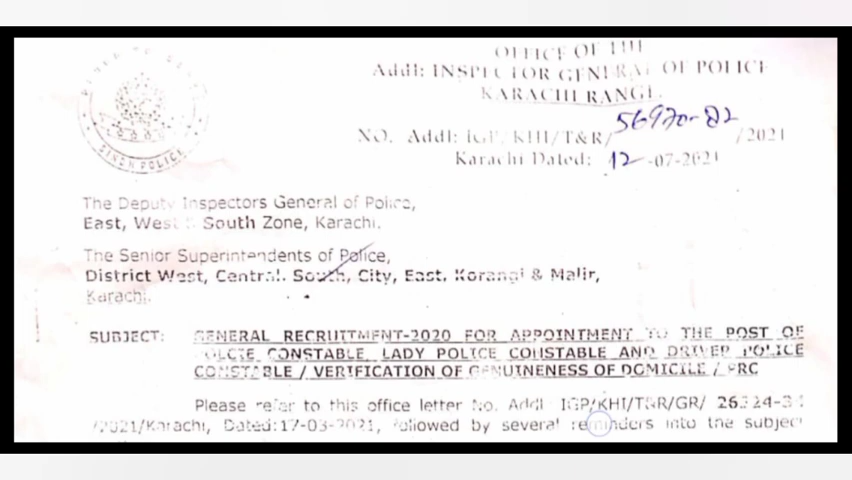 SINDH POLICE
OFFICE OF THE
Addl: INSPECTOR GENERAL OF POLICE
KARACHI RANGE
NO. Addl: IGP/KHI/T&R/56970-82/2021
Karachi Dated: 12-07-2021
The Deputy Inspectors General of Police,
East, West & South Zone, Karachi.
The Senior Superintendents of Police,
District West, Central, South, City, East, Korangi & Malir,
Karachi.
SUBJECT: GENERAL RECRUITTMENT-2020 FOR APPOINTMENT TO THE POST OF
POLCIE CONSTABLE, LADY POLICE CONSTABLE AND DRIVER POLICE
CONSTABLE / VERIFICATION OF GENUINENESS OF DOMICILE / PRC
Please refer to this office letter No. Addl IGP/KHI/T&R/GR/
/2021/Karachi, Dated:17-03-2021, followed by several reminders into the subject